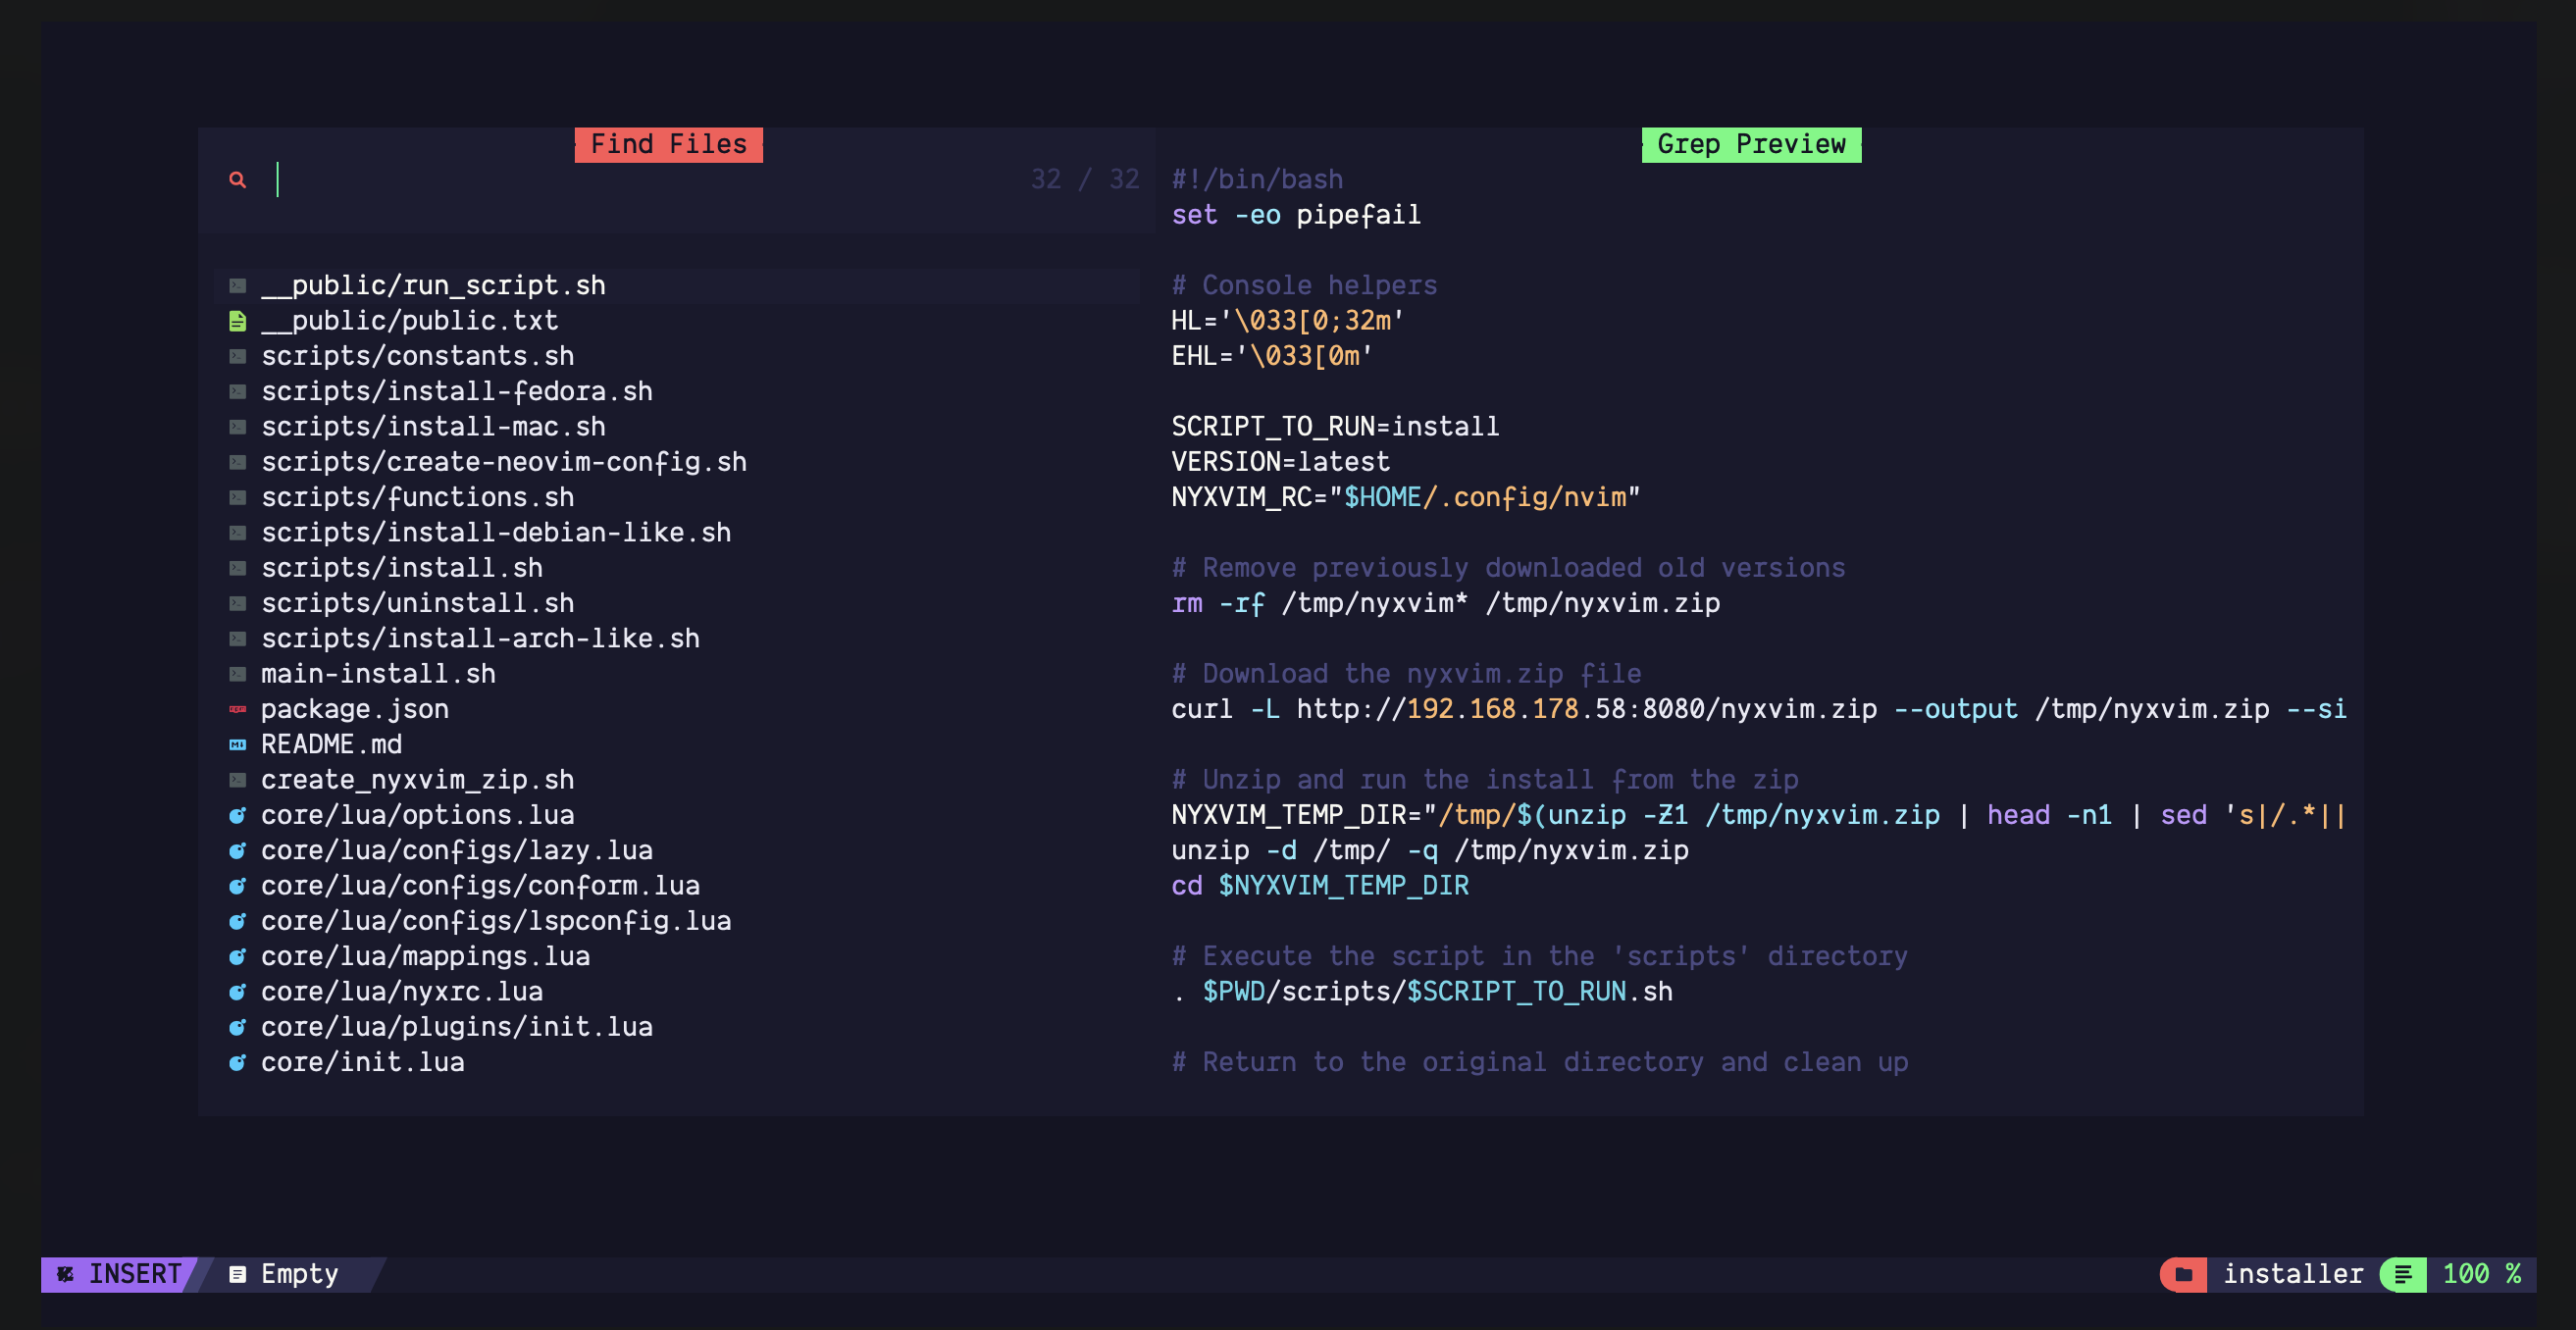 Find Files
32 / 32
__public/run_script.sh
__public/public.txt
scripts/constants.sh
scripts/install-fedora.sh
scripts/install-mac.sh
scripts/create-neovim-config.sh
scripts/functions.sh
scripts/install-debian-like.sh
scripts/install.sh
scripts/uninstall.sh
scripts/install-arch-like.sh
main-install.sh
package.json
README.md
create_nyxvim_zip.sh
core/lua/options.lua
core/lua/configs/lazy.lua
core/lua/configs/conform.lua
core/lua/configs/lspconfig.lua
core/lua/mappings.lua
core/lua/nyxrc.lua
core/lua/plugins/init.lua
core/init.lua
Grep Preview
#!/bin/bash
set -eo pipefail
# Console helpers
HL='\033[0;32m'
EHL='\033[0m'
SCRIPT_TO_RUN=install
VERSION=latest
NYXVIM_RC="$HOME/.config/nvim"
# Remove previously downloaded old versions
rm -rf /tmp/nyxvim* /tmp/nyxvim.zip
# Download the nyxvim.zip file
curl -L http://192.168.178.58:8080/nyxvim.zip --output /tmp/nyxvim.zip --si
# Unzip and run the install from the zip
NYXVIM_TEMP_DIR="/tmp/$(unzip -Z1 /tmp/nyxvim.zip | head -n1 | sed 's|/.*||
unzip -d /tmp/ -q /tmp/nyxvim.zip
cd $NYXVIM_TEMP_DIR
# Execute the script in the 'scripts' directory
. $PWD/scripts/$SCRIPT_TO_RUN.sh
# Return to the original directory and clean up
INSERT
Empty
installer
100 %